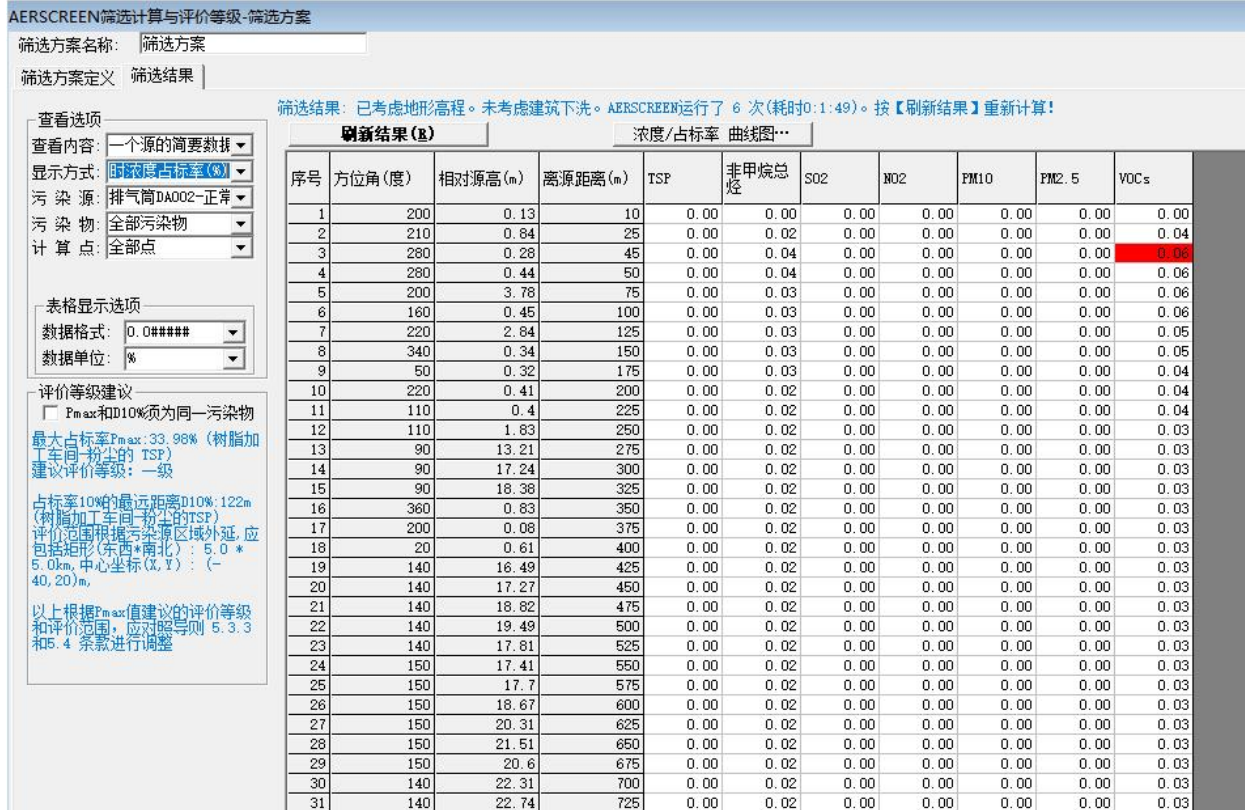 AERSCREEN筛选计算与评价等级-筛选方案
筛选方案名称: 筛选方案
筛选方案定义 筛选结果
筛选结果: 已考虑地形高程。未考虑建筑下洗。AERSCREEN运行了 6 次(耗时0:1:49)。按【刷新结果】重新计算!
查看选项
查看内容: 一个源的简要数据
显示方式: 时浓度占标率(%)
污 染 源: 排气筒DA002-正常
污 染 物: 全部污染物
计 算 点: 全部点
表格显示选项
数据格式: 0.0#####
数据单位: %
评价等级建议
Pmax和D10%须为同一污染物
最大占标率Pmax:33.98% (树脂加
工车间-粉尘的 TSP)
建议评价等级: 一级
占标率10%的最远距离D10%:122m
(树脂加工车间-粉尘的TSP)
评价范围根据污染源区域外延,应
包括矩形(东西*南北): 5.0 *
5.0km,中心坐标(X,Y): (-
40,20)m,
以上根据Pmax值建议的评价等级
和评价范围, 应对照导则 5.3.3
和5.4 条款进行调整
刷新结果(R) 浓度/占标率 曲线图…
序号 方位角(度) 相对源高(m) 离源距离(m) TSP 非甲烷总烃 SO2 NO2 PM10 PM2.5 VOCs
1 200 0.13 10 0.00 0.00 0.00 0.00 0.00 0.00 0.00
2 210 0.84 25 0.00 0.02 0.00 0.00 0.00 0.00 0.04
3 280 0.28 45 0.00 0.04 0.00 0.00 0.00 0.00 0.06
4 280 0.44 50 0.00 0.04 0.00 0.00 0.00 0.00 0.06
5 200 3.78 75 0.00 0.03 0.00 0.00 0.00 0.00 0.06
6 160 0.45 100 0.00 0.03 0.00 0.00 0.00 0.00 0.06
7 220 2.84 125 0.00 0.03 0.00 0.00 0.00 0.00 0.05
8 340 0.34 150 0.00 0.03 0.00 0.00 0.00 0.00 0.05
9 50 0.32 175 0.00 0.03 0.00 0.00 0.00 0.00 0.04
10 220 0.41 200 0.00 0.02 0.00 0.00 0.00 0.00 0.04
11 110 0.4 225 0.00 0.02 0.00 0.00 0.00 0.00 0.04
12 110 1.83 250 0.00 0.02 0.00 0.00 0.00 0.00 0.03
13 90 13.21 275 0.00 0.02 0.00 0.00 0.00 0.00 0.03
14 90 17.24 300 0.00 0.02 0.00 0.00 0.00 0.00 0.03
15 90 18.38 325 0.00 0.02 0.00 0.00 0.00 0.00 0.03
16 360 0.83 350 0.00 0.02 0.00 0.00 0.00 0.00 0.03
17 200 0.08 375 0.00 0.02 0.00 0.00 0.00 0.00 0.03
18 20 0.61 400 0.00 0.02 0.00 0.00 0.00 0.00 0.03
19 140 16.49 425 0.00 0.02 0.00 0.00 0.00 0.00 0.03
20 140 17.27 450 0.00 0.02 0.00 0.00 0.00 0.00 0.03
21 140 18.82 475 0.00 0.02 0.00 0.00 0.00 0.00 0.03
22 140 19.49 500 0.00 0.02 0.00 0.00 0.00 0.00 0.03
23 140 17.81 525 0.00 0.02 0.00 0.00 0.00 0.00 0.03
24 150 17.41 550 0.00 0.02 0.00 0.00 0.00 0.00 0.03
25 150 17.7 575 0.00 0.02 0.00 0.00 0.00 0.00 0.03
26 150 18.67 600 0.00 0.02 0.00 0.00 0.00 0.00 0.03
27 150 20.31 625 0.00 0.02 0.00 0.00 0.00 0.00 0.03
28 150 21.51 650 0.00 0.02 0.00 0.00 0.00 0.00 0.03
29 150 20.6 675 0.00 0.02 0.00 0.00 0.00 0.00 0.03
30 140 22.31 700 0.00 0.02 0.00 0.00 0.00 0.00 0.03
31 140 22.74 725 0.00 0.02 0.00 0.00 0.00 0.00 0.03